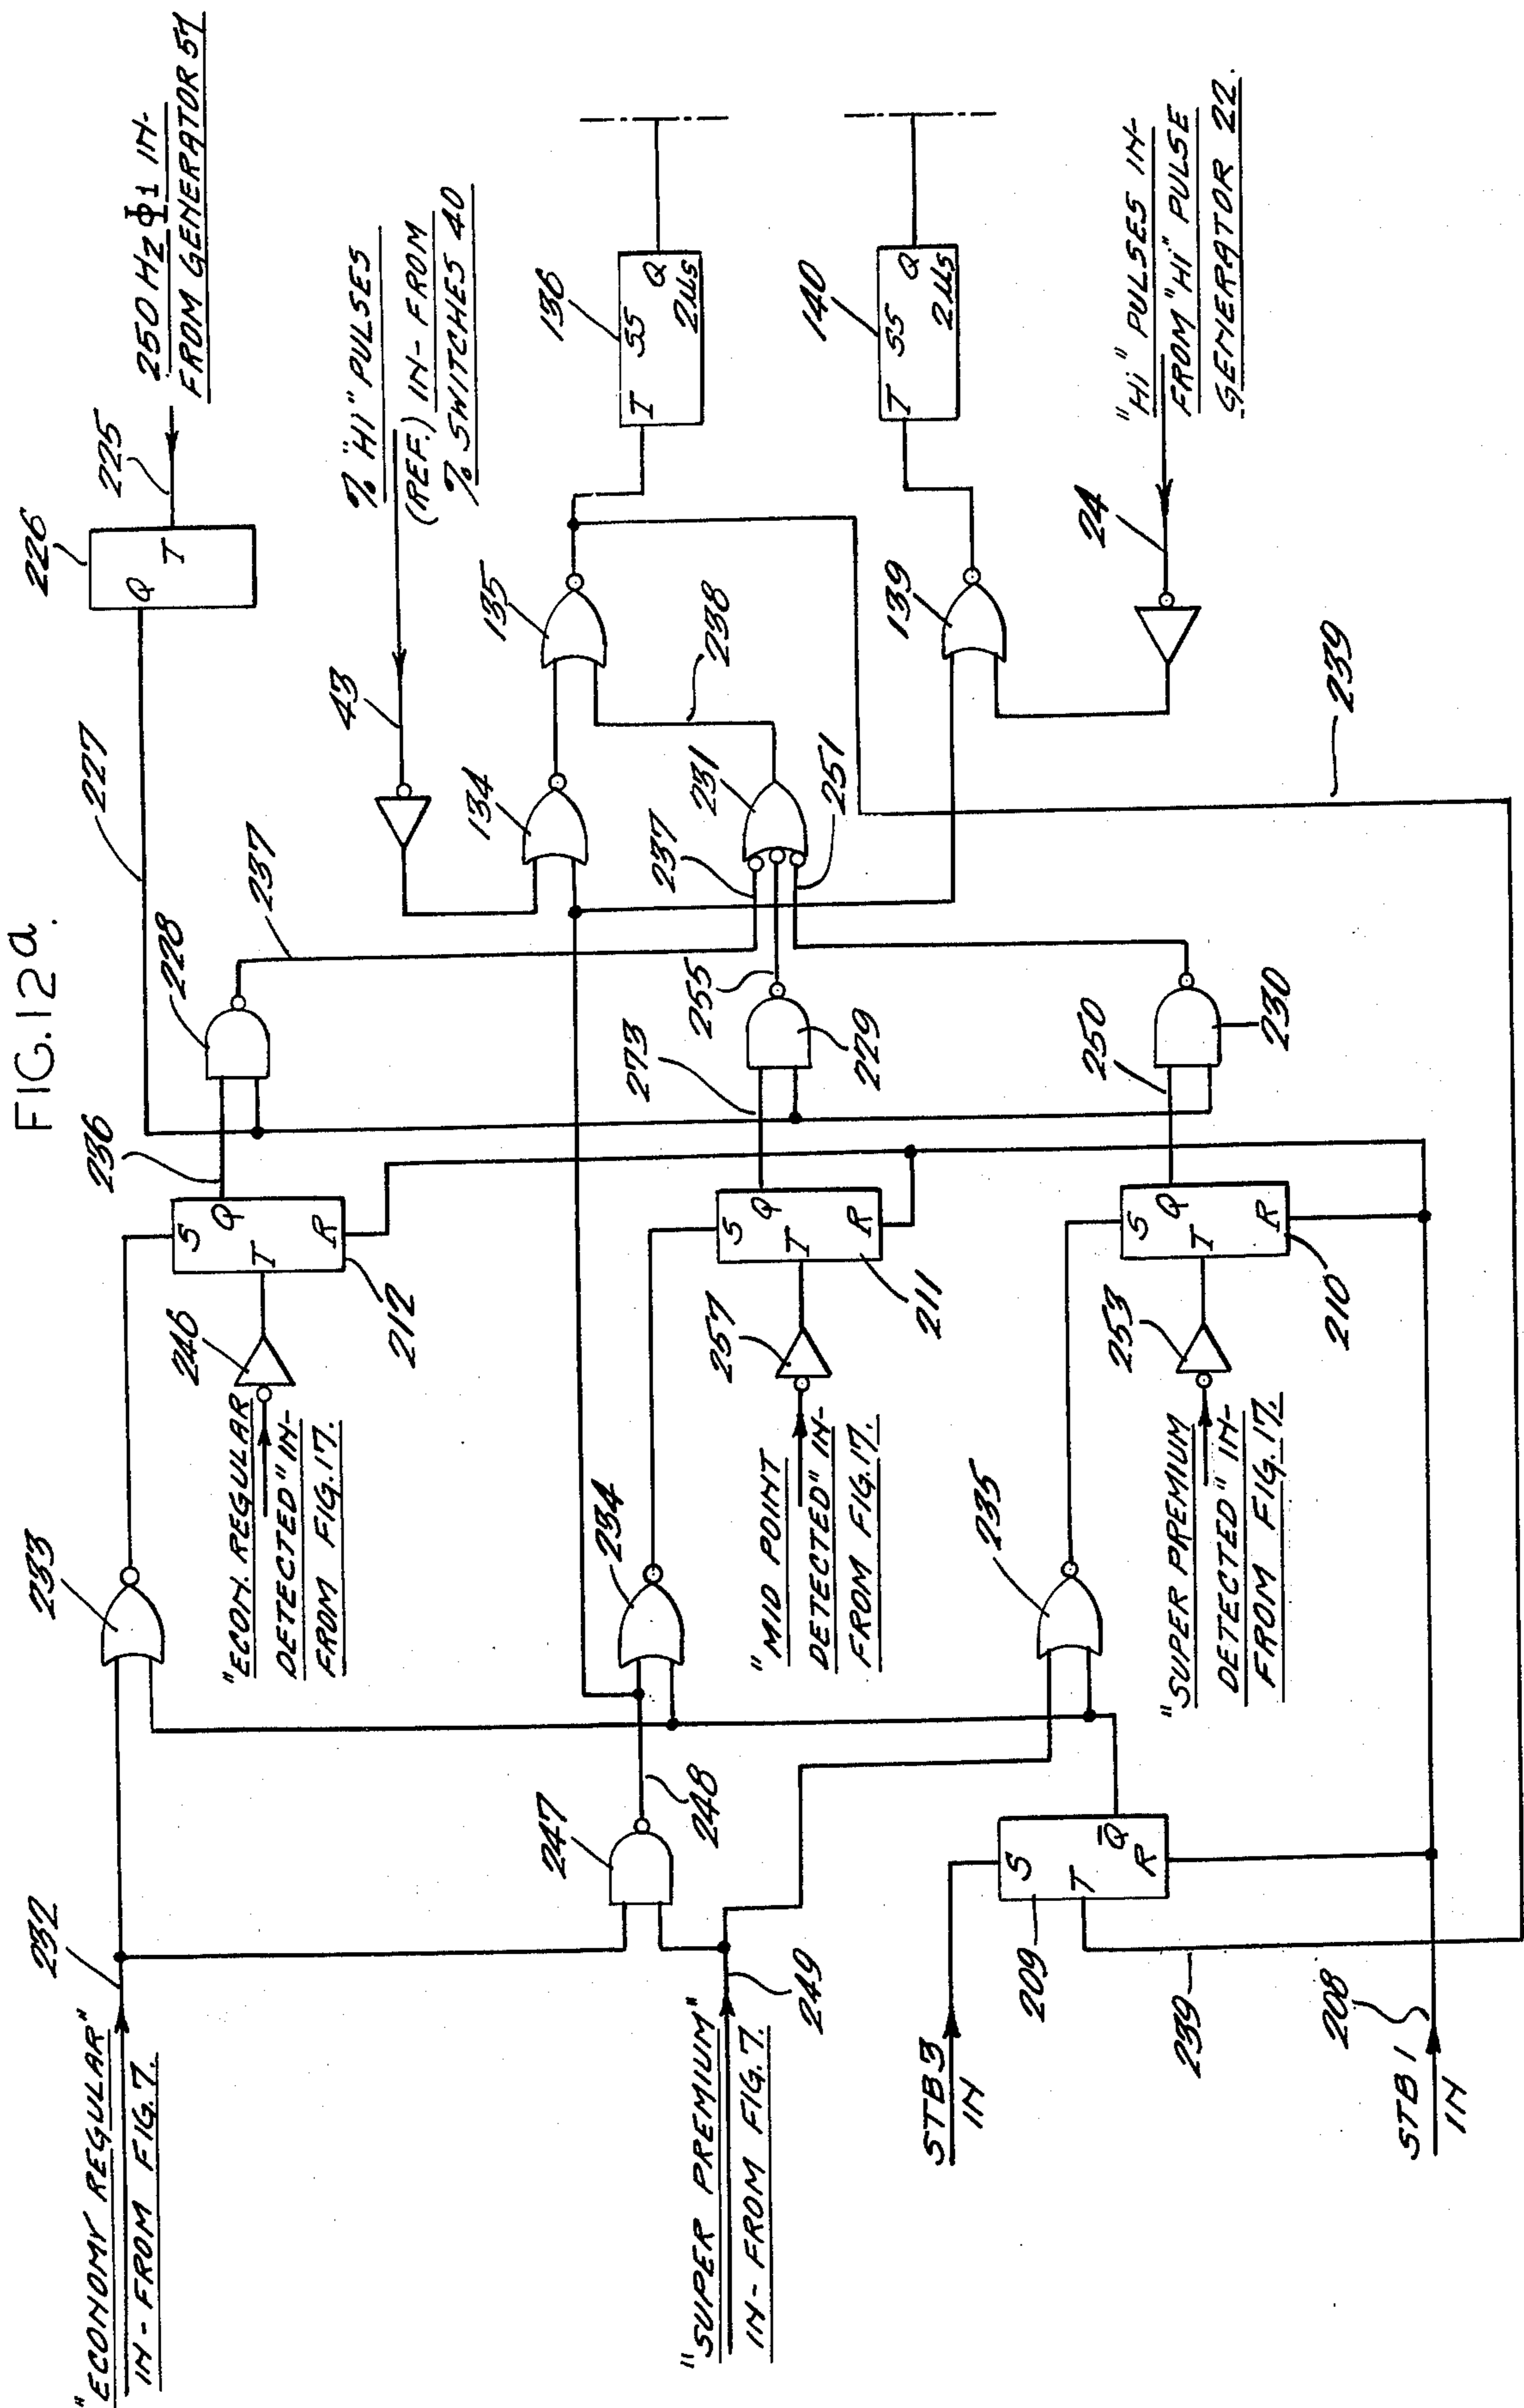 FIG.12a.
"ECONOMY REGULAR"
IN-FROM FIG.7.
232
233
"ECON. REGULAR
DETECTED" IN-
FROM FIG.17.
246
S
Q
T
R
212
236
228
227
237
226
Q
T
225
250 Hz Φ1 IN-
FROM GENERATOR 57
% "HI" PULSES
(REF.) IN-FROM
% SWITCHES 40
43
134
135
238
136
T
SS
Q
2µs
247
248
234
"MID POINT
DETECTED" IN-
FROM FIG.17.
257
S
Q
T
R
211
273
229
255
237
231
251
"SUPER PREMIUM"
IN-FROM FIG.7.
249
235
"SUPER PREMIUM
DETECTED" IN-
FROM FIG.17.
253
S
Q
T
R
210
250
230
139
140
T
SS
Q
2µs
24
"Hi" PULSES IN-
FROM "Hi" PULSE
GENERATOR 22.
STB3
IN
209
S
T
Q̅
R
239
239
208
STB1
IN